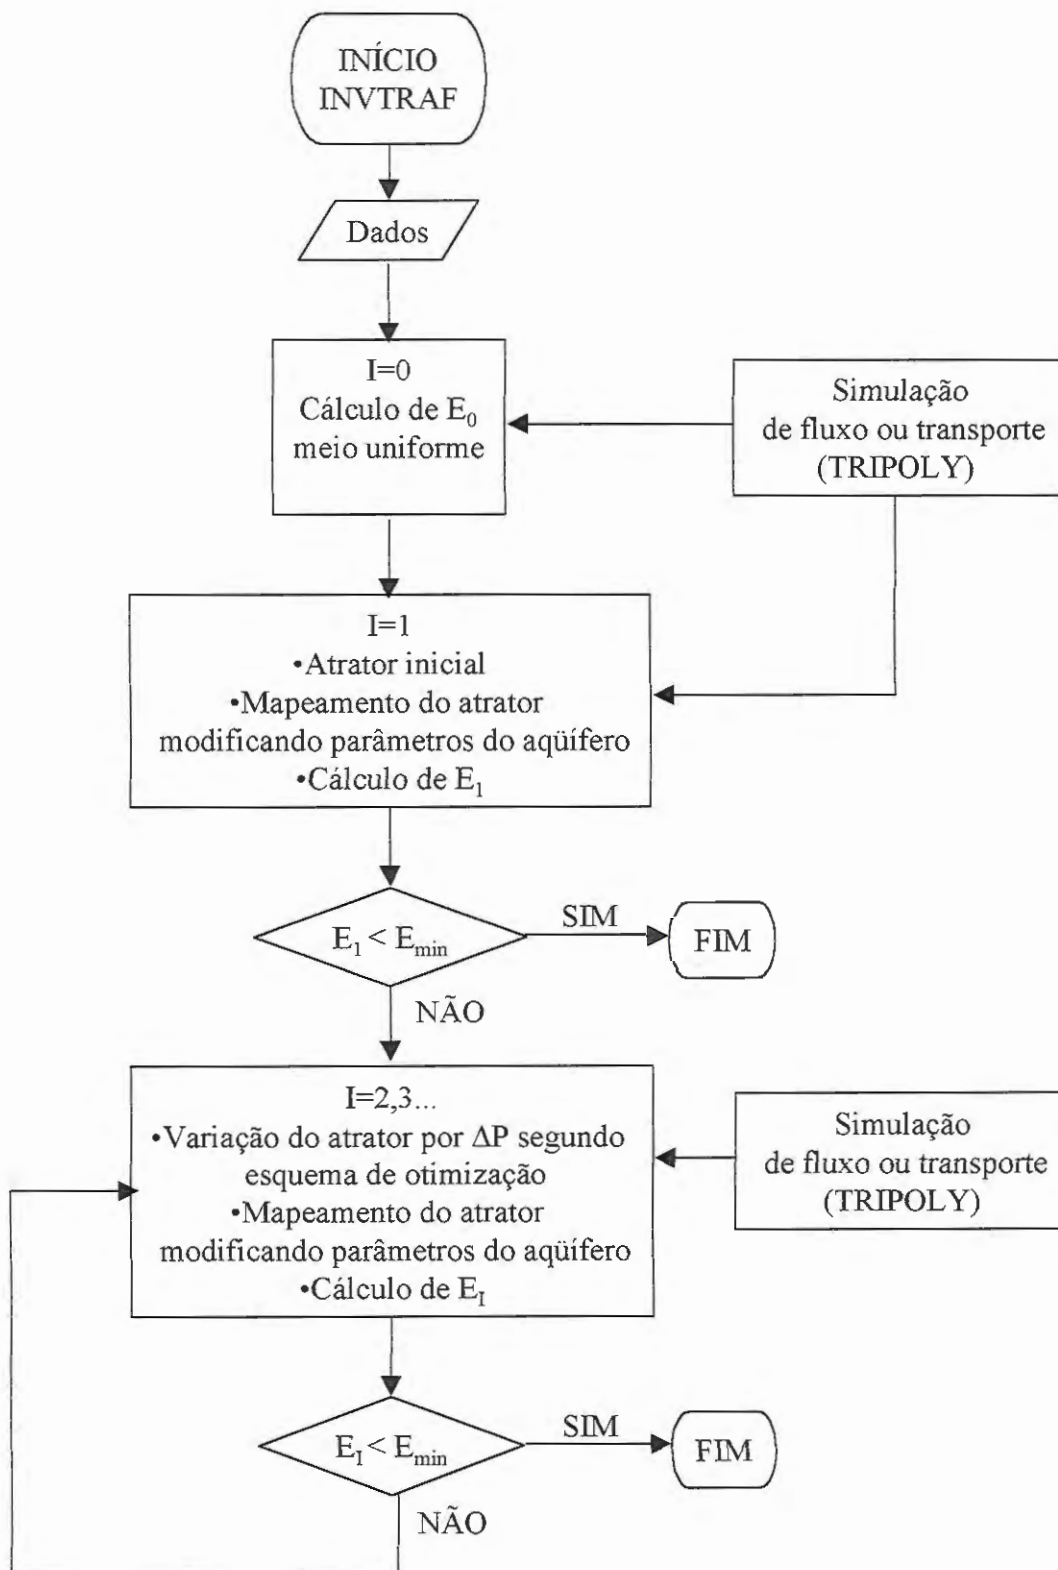 INÍCIO
INVTRAF
Dados
I=0
Cálculo de E₀
meio uniforme
Simulação
de fluxo ou transporte
(TRIPOLY)
I=1
•Atrator inicial
•Mapeamento do atrator
modificando parâmetros do aqüífero
•Cálculo de E₁
E₁ < Eₘᵢₙ
SIM
FIM
NÃO
I=2,3...
•Variação do atrator por ΔP segundo
esquema de otimização
•Mapeamento do atrator
modificando parâmetros do aqüífero
•Cálculo de E_I
Simulação
de fluxo ou transporte
(TRIPOLY)
E_I < Eₘᵢₙ
SIM
FIM
NÃO